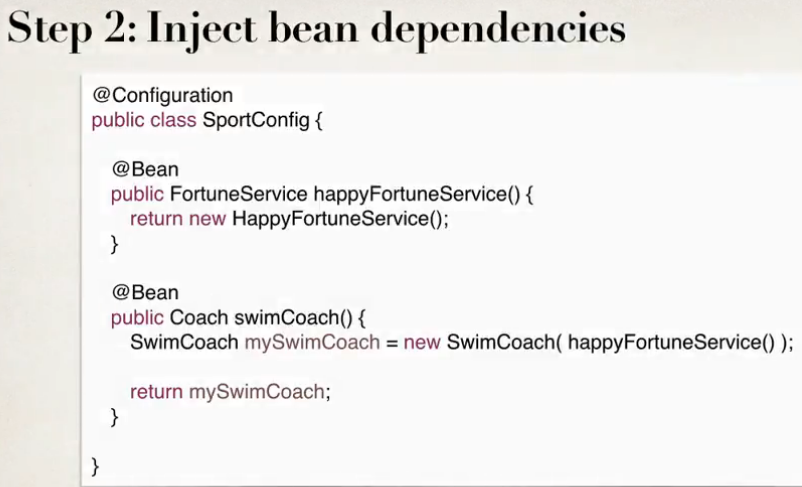 Step 2: Inject bean dependencies
@Configuration
public class SportConfig {
@Bean
public FortuneService happyFortuneService() {
return new HappyFortuneService();
}
@Bean
public Coach swimCoach() {
SwimCoach mySwimCoach = new SwimCoach( happyFortuneService() );
return mySwimCoach;
}
}